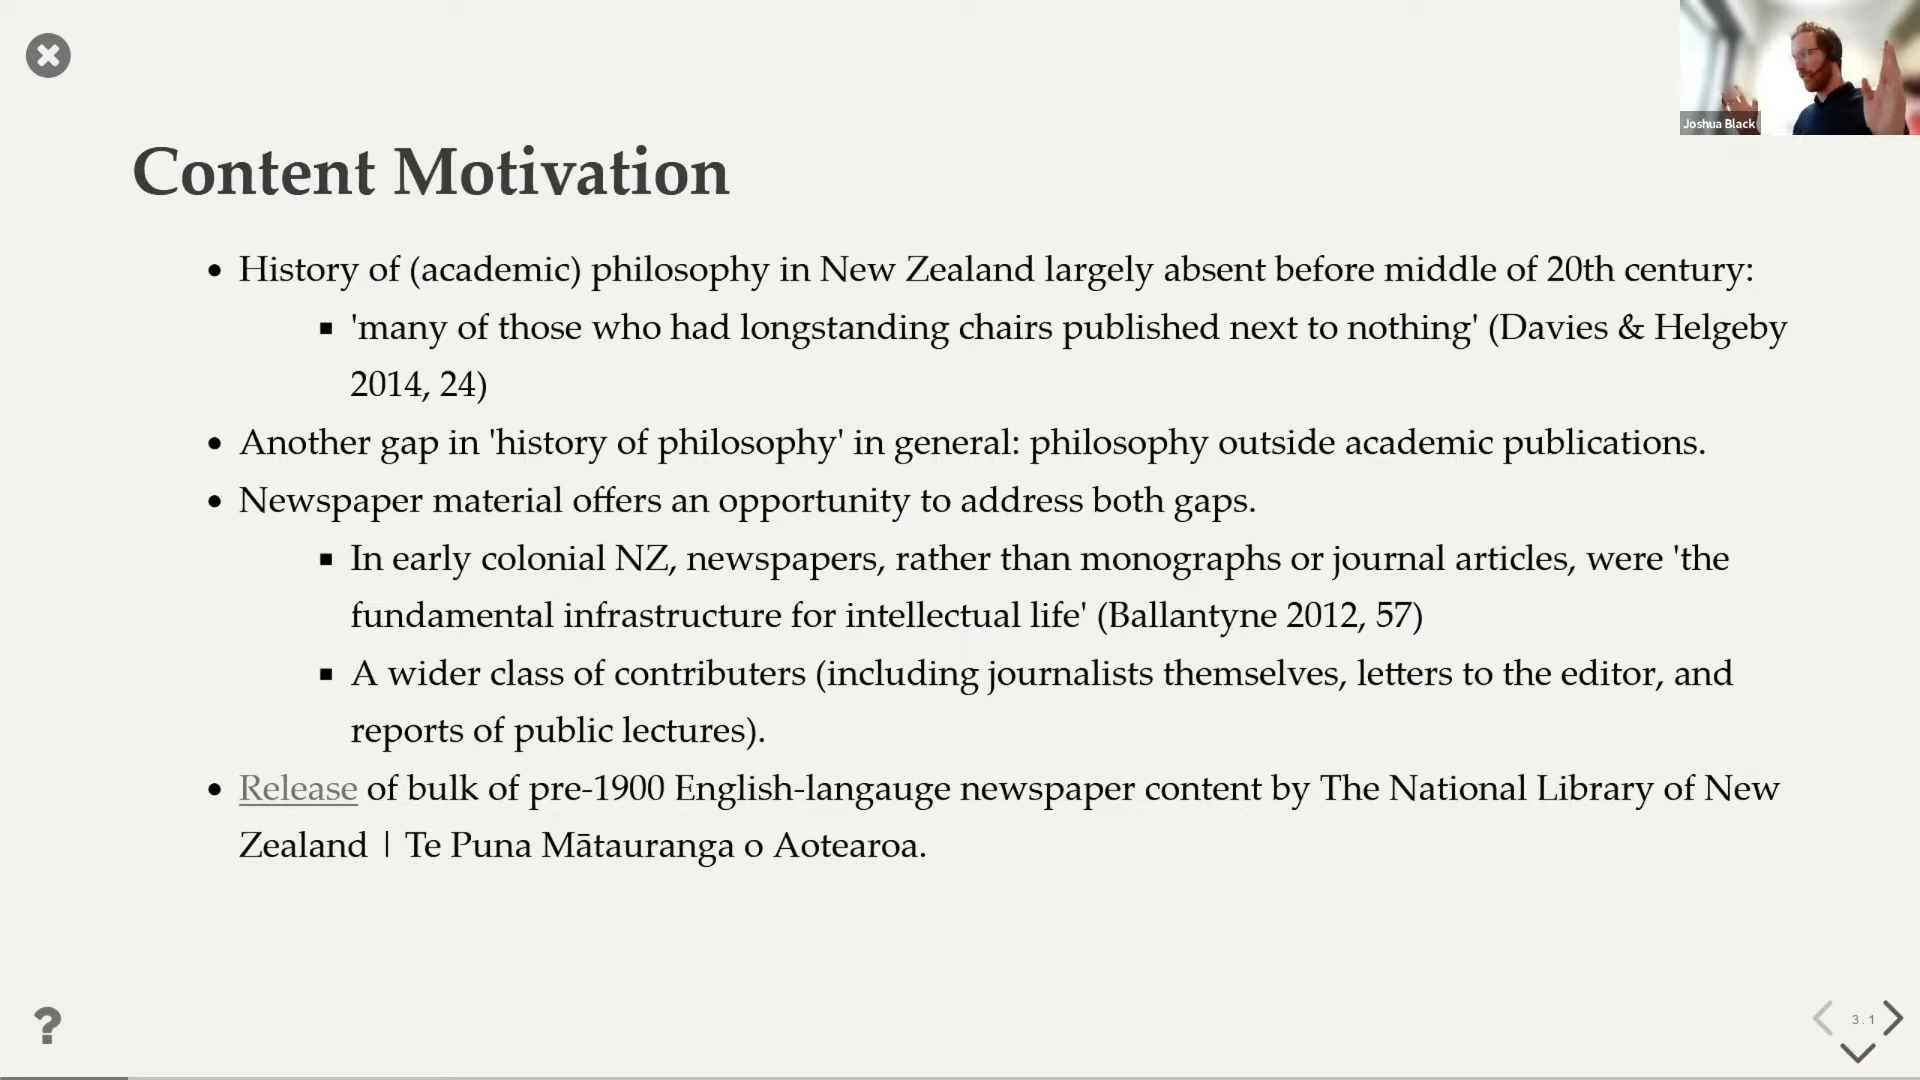 Joshua Black
Content Motivation
• History of (academic) philosophy in New Zealand largely absent before middle of 20th century:
▪ 'many of those who had longstanding chairs published next to nothing' (Davies & Helgeby
2014, 24)
• Another gap in 'history of philosophy' in general: philosophy outside academic publications.
• Newspaper material offers an opportunity to address both gaps.
▪ In early colonial NZ, newspapers, rather than monographs or journal articles, were 'the
fundamental infrastructure for intellectual life' (Ballantyne 2012, 57)
▪ A wider class of contributers (including journalists themselves, letters to the editor, and
reports of public lectures).
• Release of bulk of pre-1900 English-langauge newspaper content by The National Library of New
Zealand | Te Puna Mātauranga o Aotearoa.
?
3.1